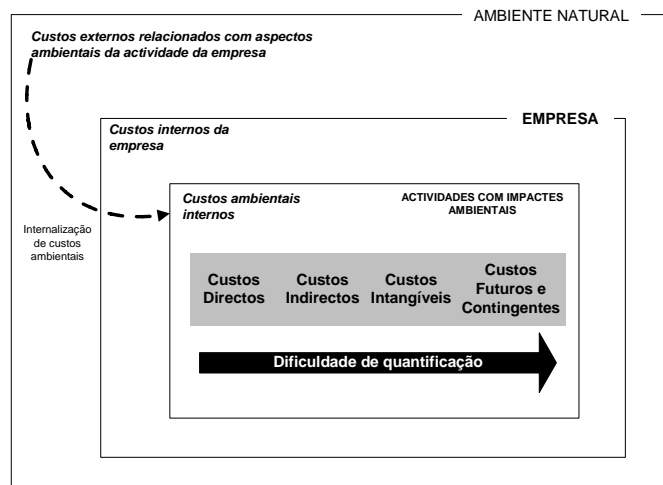 AMBIENTE NATURAL
Custos externos relacionados com aspectos
ambientais da actividade da empresa
EMPRESA
Custos internos da
empresa
Custos ambientais
internos
ACTIVIDADES COM IMPACTES
AMBIENTAIS
Internalização
de custos
ambientais
Custos
Directos
Custos
Indirectos
Custos
Intangíveis
Custos
Futuros e
Contingentes
Dificuldade de quantificação